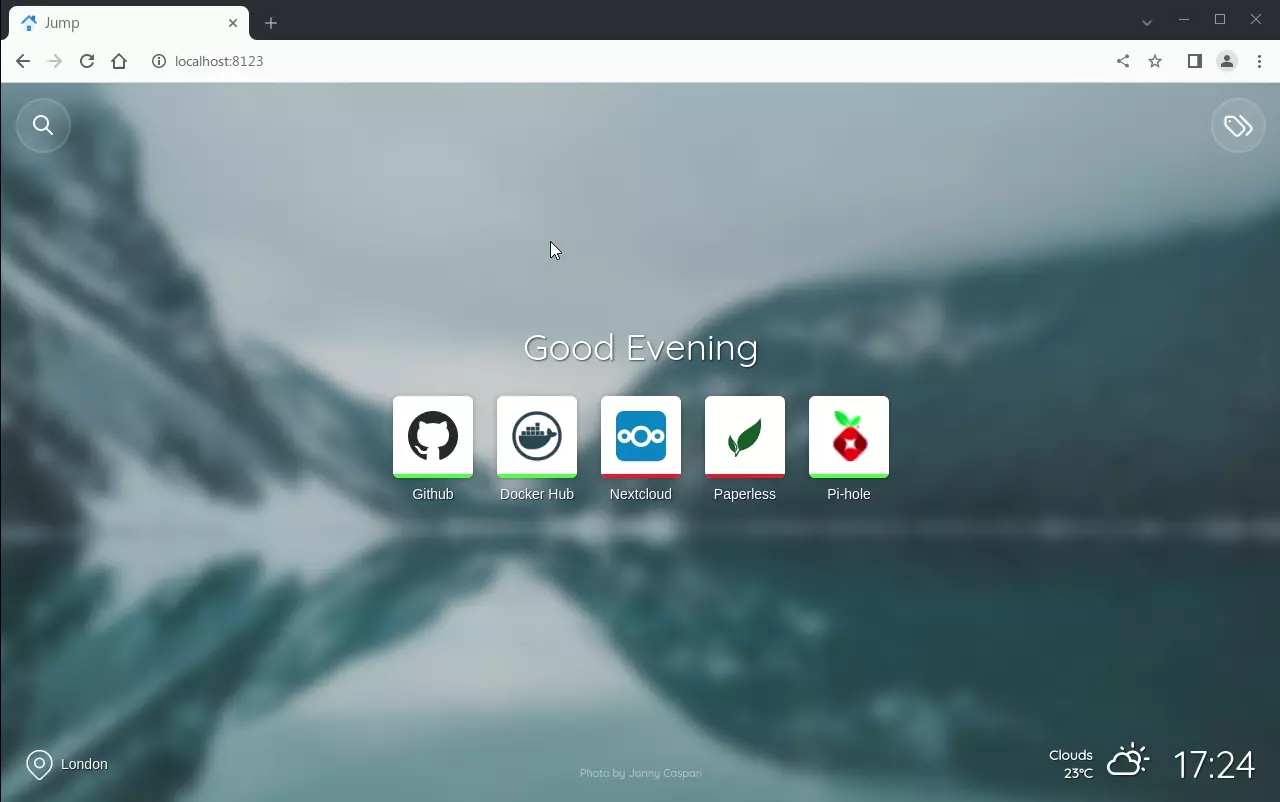 Jump
localhost:8123
Good Evening
Github
Docker Hub
Nextcloud
Paperless
Pi-hole
London
Photo by Janny Caspari
Clouds
23°C
17:24